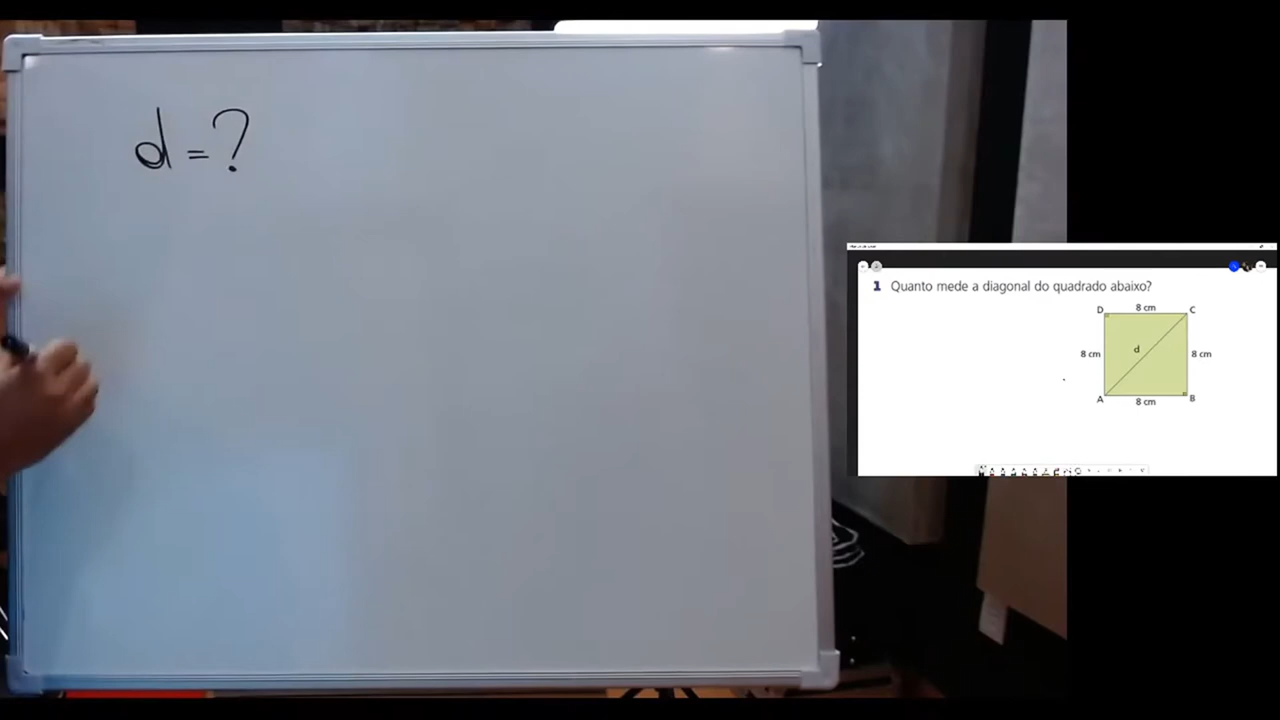 d = ?
1 Quanto mede a diagonal do quadrado abaixo?
8 cm
D
C
8 cm
d
8 cm
A
B
8 cm